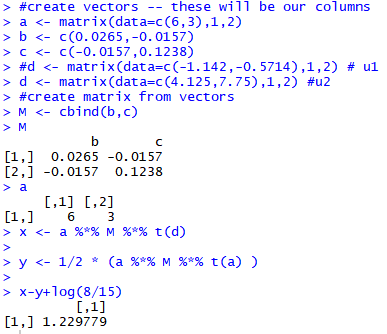 > #create vectors -- these will be our columns
> a <- matrix(data=c(6,3),1,2)
> b <- c(0.0265,-0.0157)
> c <- c(-0.0157,0.1238)
> #d <- matrix(data=c(-1.142,-0.5714),1,2) # u1
> d <- matrix(data=c(4.125,7.75),1,2) #u2
> #create matrix from vectors
> M <- cbind(b,c)
> M
b c
[1,] 0.0265 -0.0157
[2,] -0.0157 0.1238
> a
[,1] [,2]
[1,] 6 3
> x <- a %*% M %*% t(d)
>
> y <- 1/2 * (a %*% M %*% t(a) )
>
> x-y+log(8/15)
[,1]
[1,] 1.229779